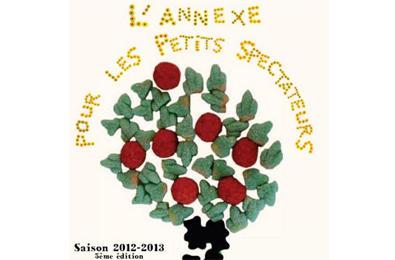 L'ANNEXE
POUR LES PETITS SPECTATEURS
Saison 2012-2013
5ème édition